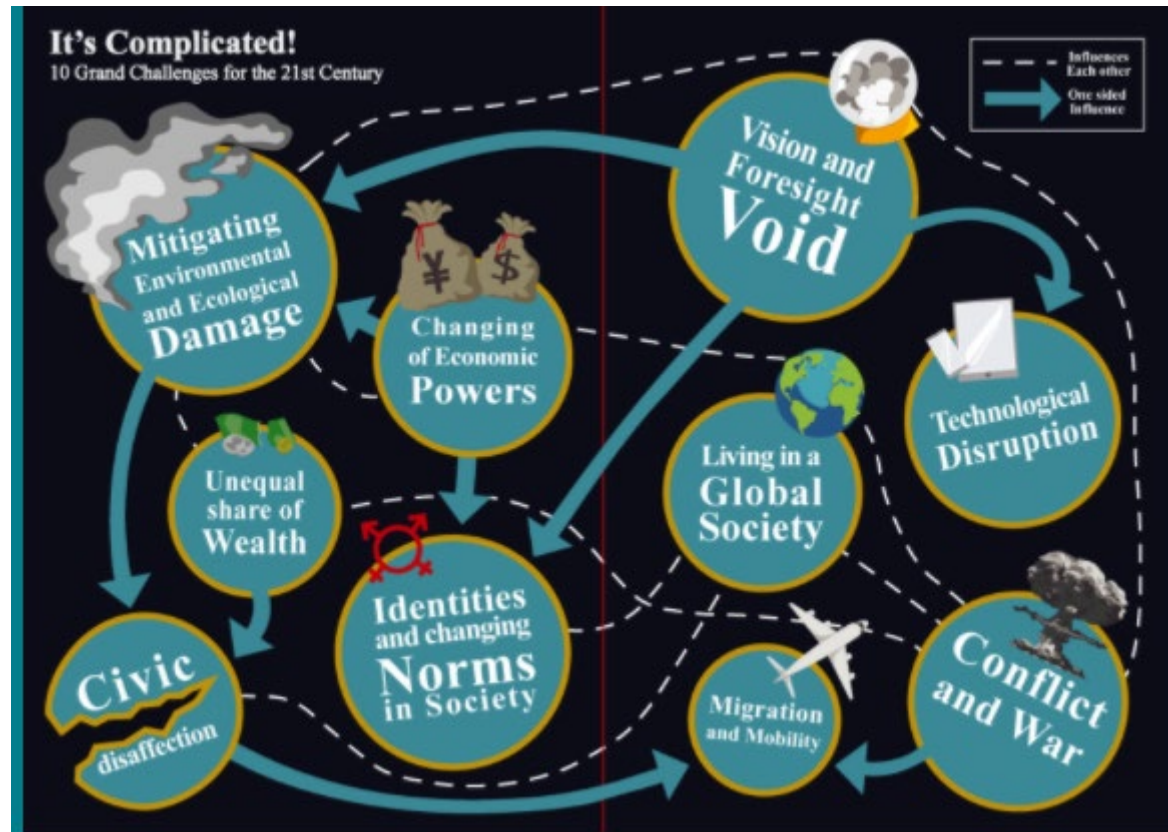 It's Complicated!
10 Grand Challenges for the 21st Century
Influences
Each other
One sided
Influence
Vision and
Foresight
Void
Mitigating
Environmental
and Ecological
Damage
¥
$
Changing
of Economic
Powers
Technological
Disruption
Living in a
Global
Society
Unequal
share of
Wealth
Identities
and changing
Norms
in Society
Civic
disaffection
Migration
and Mobility
Conflict
and War